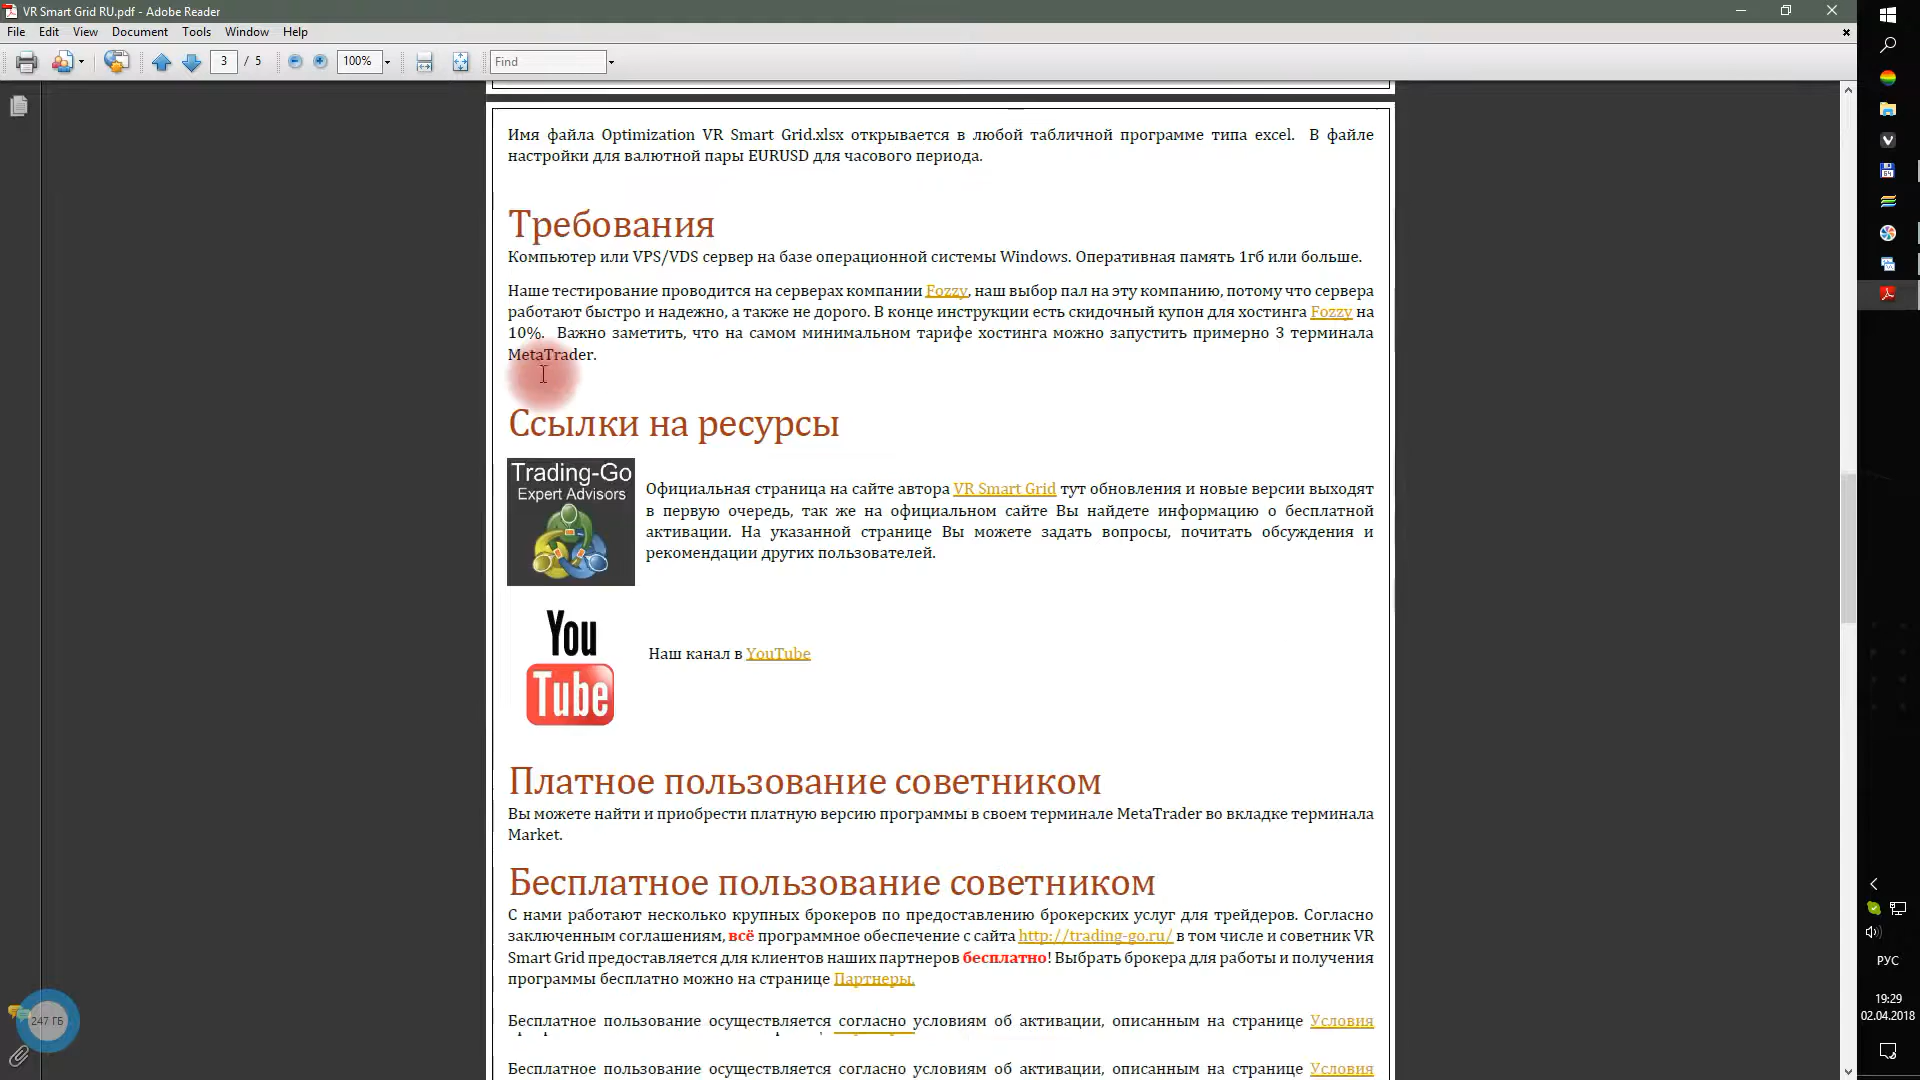 VR Smart Grid RU.pdf - Adobe Reader
File Edit View Document Tools Window Help
3 / 5 100% Find
Имя файла Optimization VR Smart Grid.xlsx открывается в любой табличной программе типа excel. В файле
настройки для валютной пары EURUSD для часового периода.
Требования
Компьютер или VPS/VDS сервер на базе операционной системы Windows. Оперативная память 1гб или больше.
Наше тестирование проводится на серверах компании Fozzy, наш выбор пал на эту компанию, потому что сервера
работают быстро и надежно, а также не дорого. В конце инструкции есть скидочный купон для хостинга Fozzy на
10%. Важно заметить, что на самом минимальном тарифе хостинга можно запустить примерно 3 терминала
MetaTrader.
Ссылки на ресурсы
Trading-Go
Expert Advisors
Официальная страница на сайте автора VR Smart Grid тут обновления и новые версии выходят
в первую очередь, так же на официальном сайте Вы найдете информацию о бесплатной
активации. На указанной странице Вы можете задать вопросы, почитать обсуждения и
рекомендации других пользователей.
You
Tube
Наш канал в YouTube
Платное пользование советником
Вы можете найти и приобрести платную версию программы в своем терминале MetaTrader во вкладке терминала
Market.
Бесплатное пользование советником
С нами работают несколько крупных брокеров по предоставлению брокерских услуг для трейдеров. Согласно
заключенным соглашениям, всё программное обеспечение с сайта http://trading-go.ru/ в том числе и советник VR
Smart Grid предоставляется для клиентов наших партнеров бесплатно! Выбрать брокера для работы и получения
программы бесплатно можно на странице Партнеры.
Бесплатное пользование осуществляется согласно условиям об активации, описанным на странице Условия
Бесплатное пользование осуществляется согласно условиям об активации, описанным на странице Условия
247 ГБ
64
РУС
19:29
02.04.2018